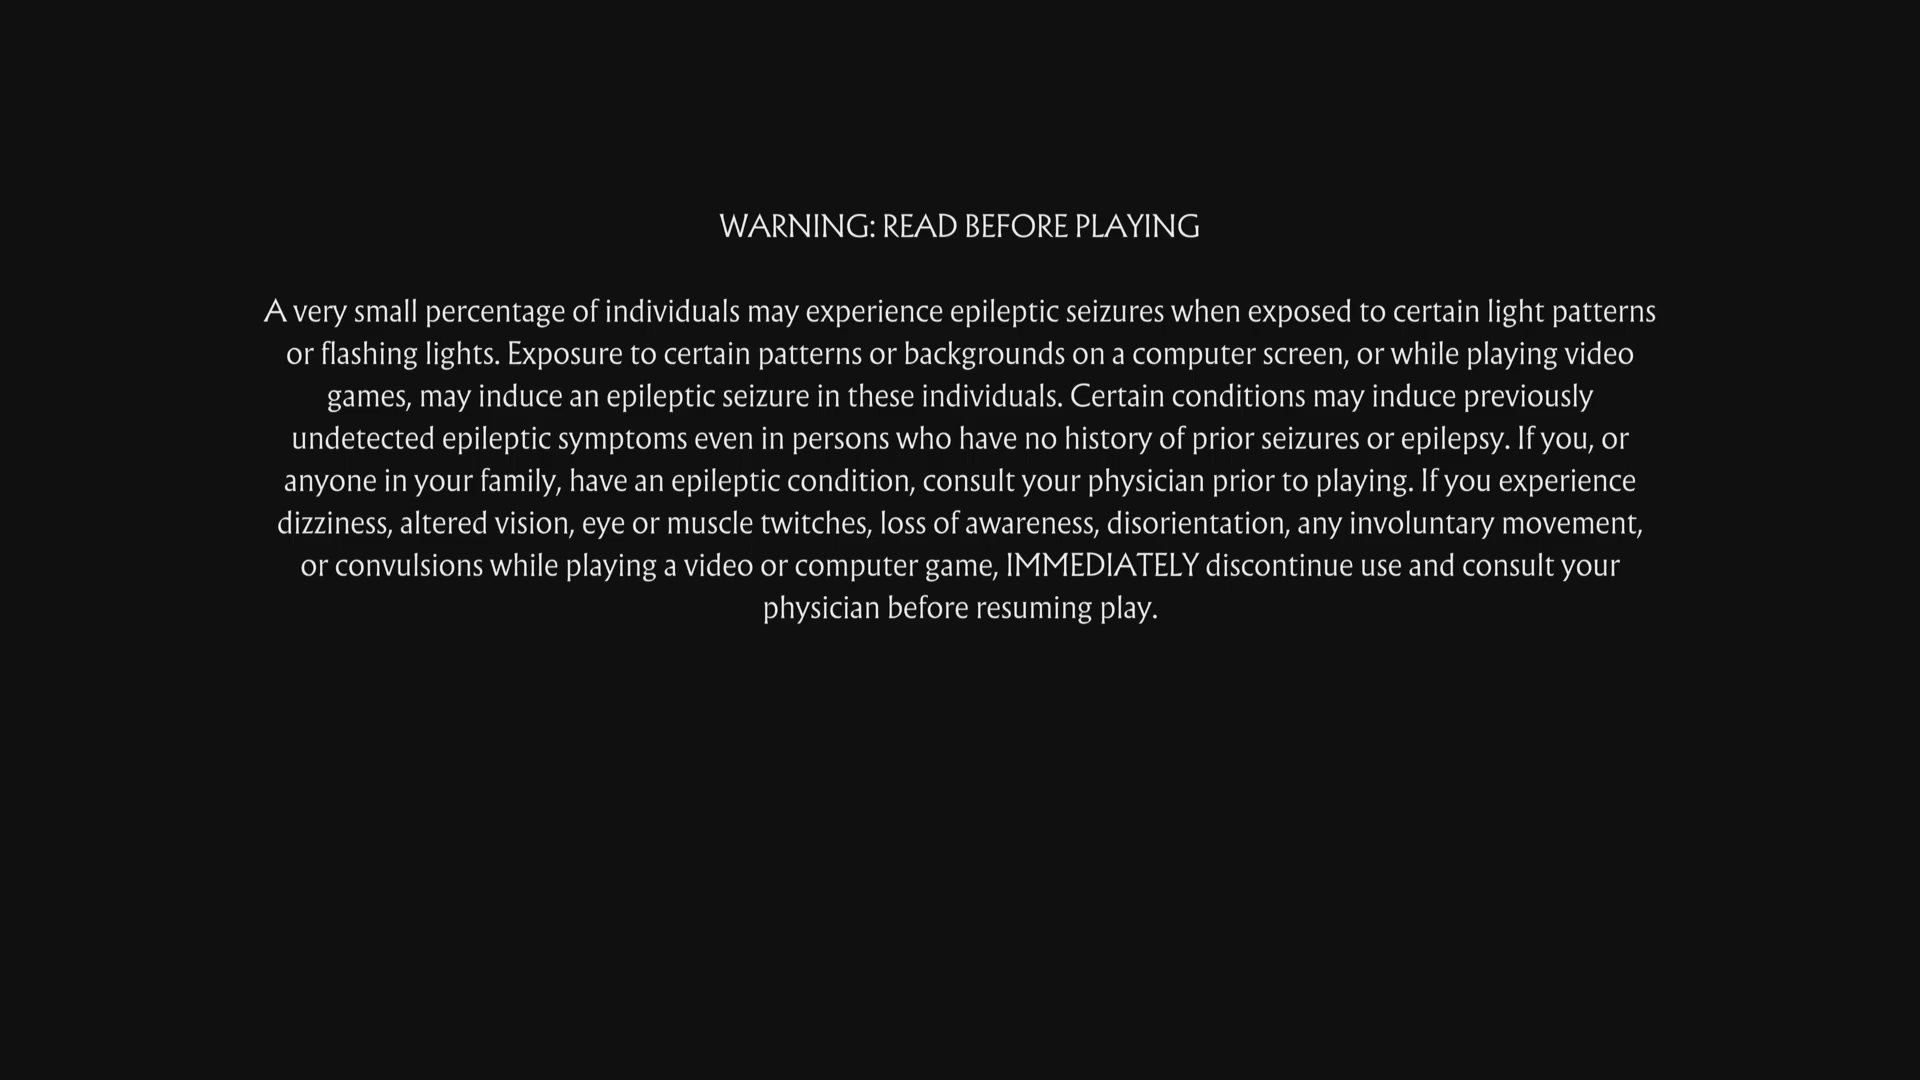 WARNING: READ BEFORE PLAYING
A very small percentage of individuals may experience epileptic seizures when exposed to certain light patterns
or flashing lights. Exposure to certain patterns or backgrounds on a computer screen, or while playing video
games, may induce an epileptic seizure in these individuals. Certain conditions may induce previously
undetected epileptic symptoms even in persons who have no history of prior seizures or epilepsy. If you, or
anyone in your family, have an epileptic condition, consult your physician prior to playing. If you experience
dizziness, altered vision, eye or muscle twitches, loss of awareness, disorientation, any involuntary movement,
or convulsions while playing a video or computer game, IMMEDIATELY discontinue use and consult your
physician before resuming play.